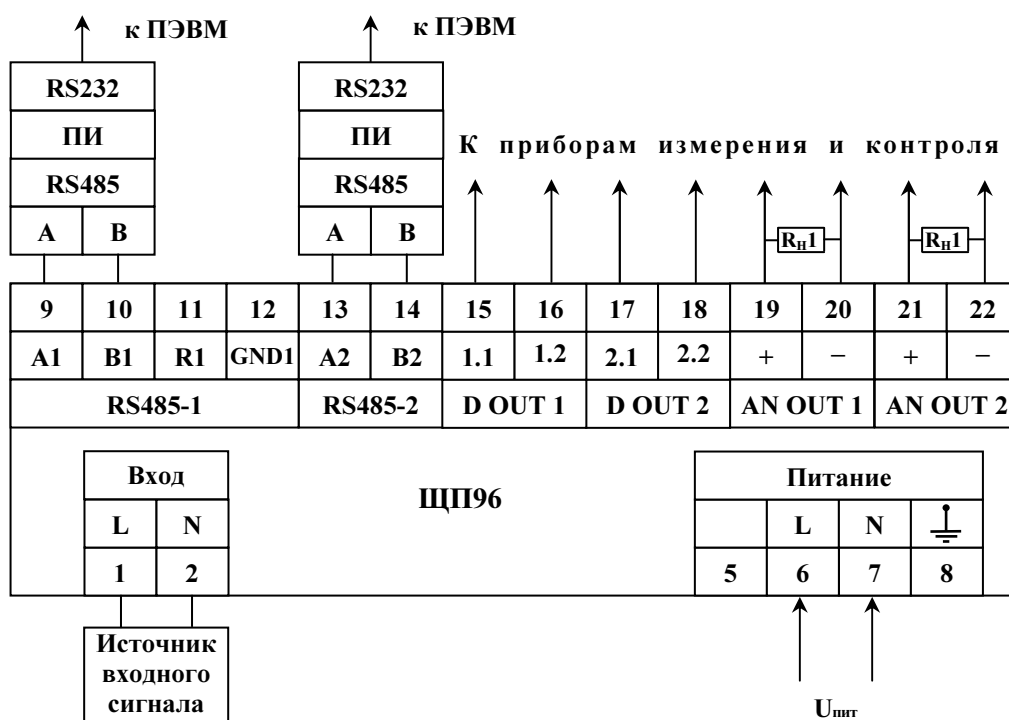 к ПЭВМ к ПЭВМ
RS232 RS232
ПИ ПИ
К приборам измерения и контроля
RS485 RS485
A B A B
RН1 RН1
9 10 11 12 13 14 15 16 17 18 19 20 21 22
A1 B1 R1 GND1 A2 B2 1.1 1.2 2.1 2.2 + − + −
RS485-1 RS485-2 D OUT 1 D OUT 2 AN OUT 1 AN OUT 2
Вход ЩП96 Питание
L N L N
1 2 5 6 7 8
Источник
входного
сигнала
Uпит